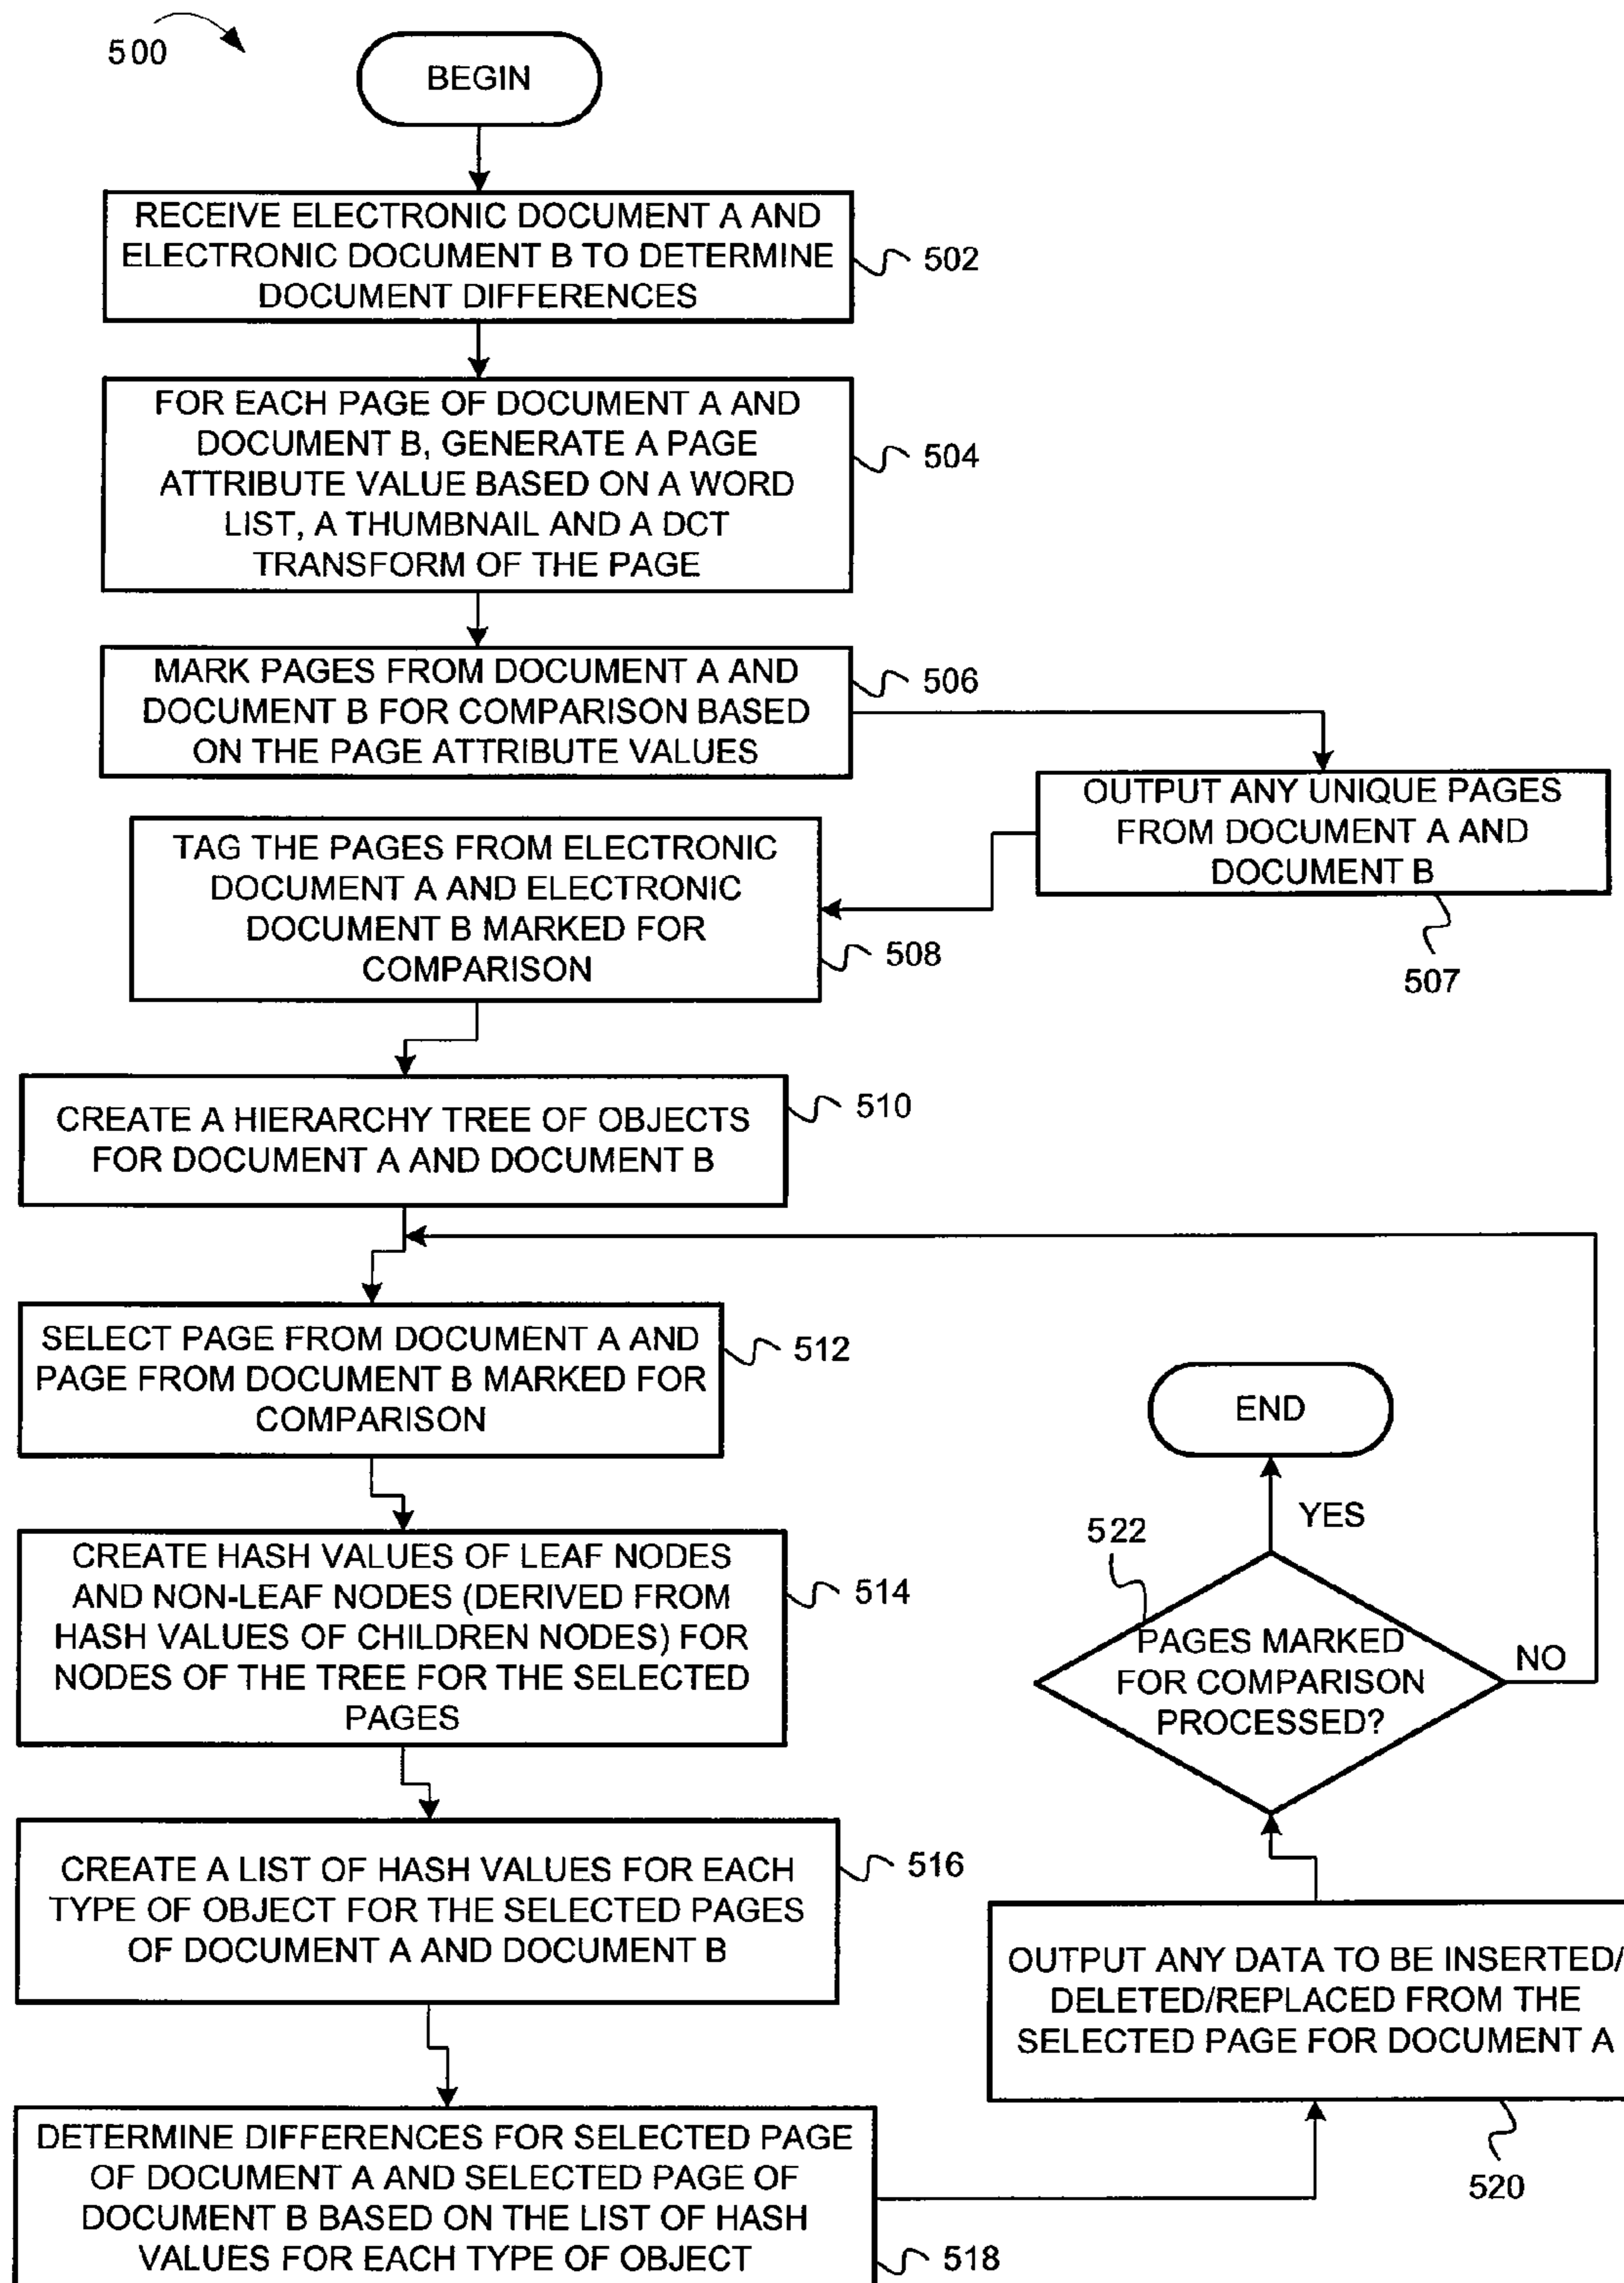 500
BEGIN
RECEIVE ELECTRONIC DOCUMENT A AND
ELECTRONIC DOCUMENT B TO DETERMINE
DOCUMENT DIFFERENCES
502
FOR EACH PAGE OF DOCUMENT A AND
DOCUMENT B, GENERATE A PAGE
ATTRIBUTE VALUE BASED ON A WORD
LIST, A THUMBNAIL AND A DCT
TRANSFORM OF THE PAGE
504
MARK PAGES FROM DOCUMENT A AND
DOCUMENT B FOR COMPARISON BASED
ON THE PAGE ATTRIBUTE VALUES
506
OUTPUT ANY UNIQUE PAGES
FROM DOCUMENT A AND
DOCUMENT B
507
TAG THE PAGES FROM ELECTRONIC
DOCUMENT A AND ELECTRONIC
DOCUMENT B MARKED FOR
COMPARISON
508
CREATE A HIERARCHY TREE OF OBJECTS
FOR DOCUMENT A AND DOCUMENT B
510
SELECT PAGE FROM DOCUMENT A AND
PAGE FROM DOCUMENT B MARKED FOR
COMPARISON
512
CREATE HASH VALUES OF LEAF NODES
AND NON-LEAF NODES (DERIVED FROM
HASH VALUES OF CHILDREN NODES) FOR
NODES OF THE TREE FOR THE SELECTED
PAGES
514
CREATE A LIST OF HASH VALUES FOR EACH
TYPE OF OBJECT FOR THE SELECTED PAGES
OF DOCUMENT A AND DOCUMENT B
516
DETERMINE DIFFERENCES FOR SELECTED PAGE
OF DOCUMENT A AND SELECTED PAGE OF
DOCUMENT B BASED ON THE LIST OF HASH
VALUES FOR EACH TYPE OF OBJECT
518
OUTPUT ANY DATA TO BE INSERTED/
DELETED/REPLACED FROM THE
SELECTED PAGE FOR DOCUMENT A
520
PAGES MARKED
FOR COMPARISON
PROCESSED?
522
NO
YES
END